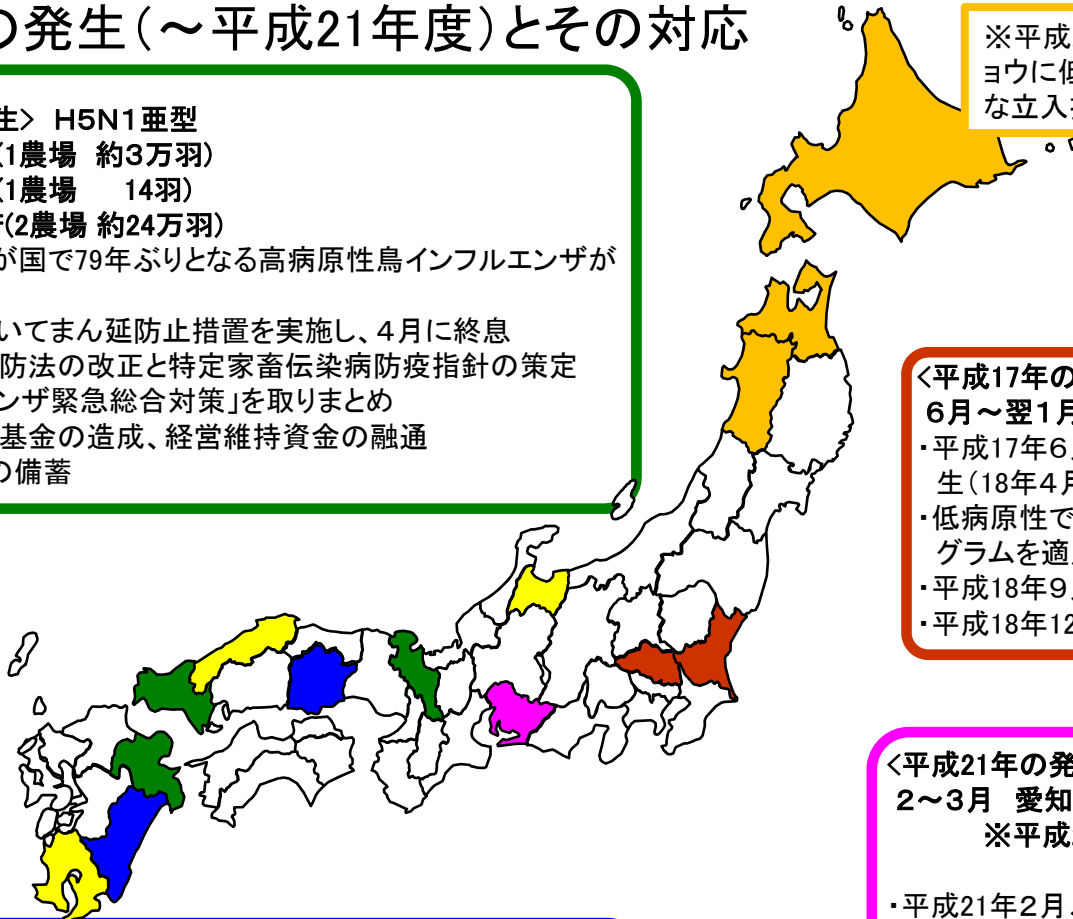 の発生(~平成21年度)とその対応
※平成
ョウに低
な立入
生> H5N1亜型
(1農場 約3万羽)
(1農場 14羽)
(2農場 約24万羽)
が国で79年ぶりとなる高病原性鳥インフルエンザが
いてまん延防止措置を実施し、4月に終息
防法の改正と特定家畜伝染病防疫指針の策定
ンザ緊急総合対策」を取りまとめ
基金の造成、経営維持資金の融通
の備蓄
<平成17年の
6月~翌1月
・平成17年6
生(18年4月
・低病原性で
グラムを適
・平成18年9
・平成18年12
<平成21年の発
2~3月 愛知
※平成
・平成21年2月